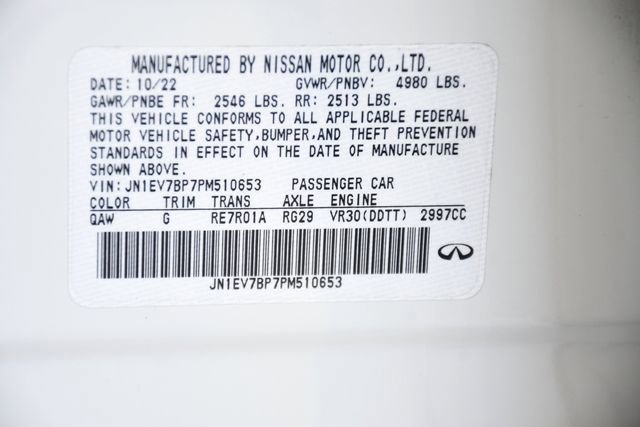 MANUFACTURED BY NISSAN MOTOR CO.,LTD.
DATE: 10/22 GVWR/PNBV: 4980 LBS.
GAWR/PNBE FR: 2546 LBS. RR: 2513 LBS.
THIS VEHICLE CONFORMS TO ALL APPLICABLE FEDERAL
MOTOR VEHICLE SAFETY,BUMPER,AND THEFT PREVENTION
STANDARDS IN EFFECT ON THE DATE OF MANUFACTURE
SHOWN ABOVE.
VIN: JN1EV7BP7PM510653 PASSENGER CAR
COLOR TRIM TRANS AXLE ENGINE
QAW G RE7R01A RG29 VR30(DDTT) 2997CC
JN1EV7BP7PM510653